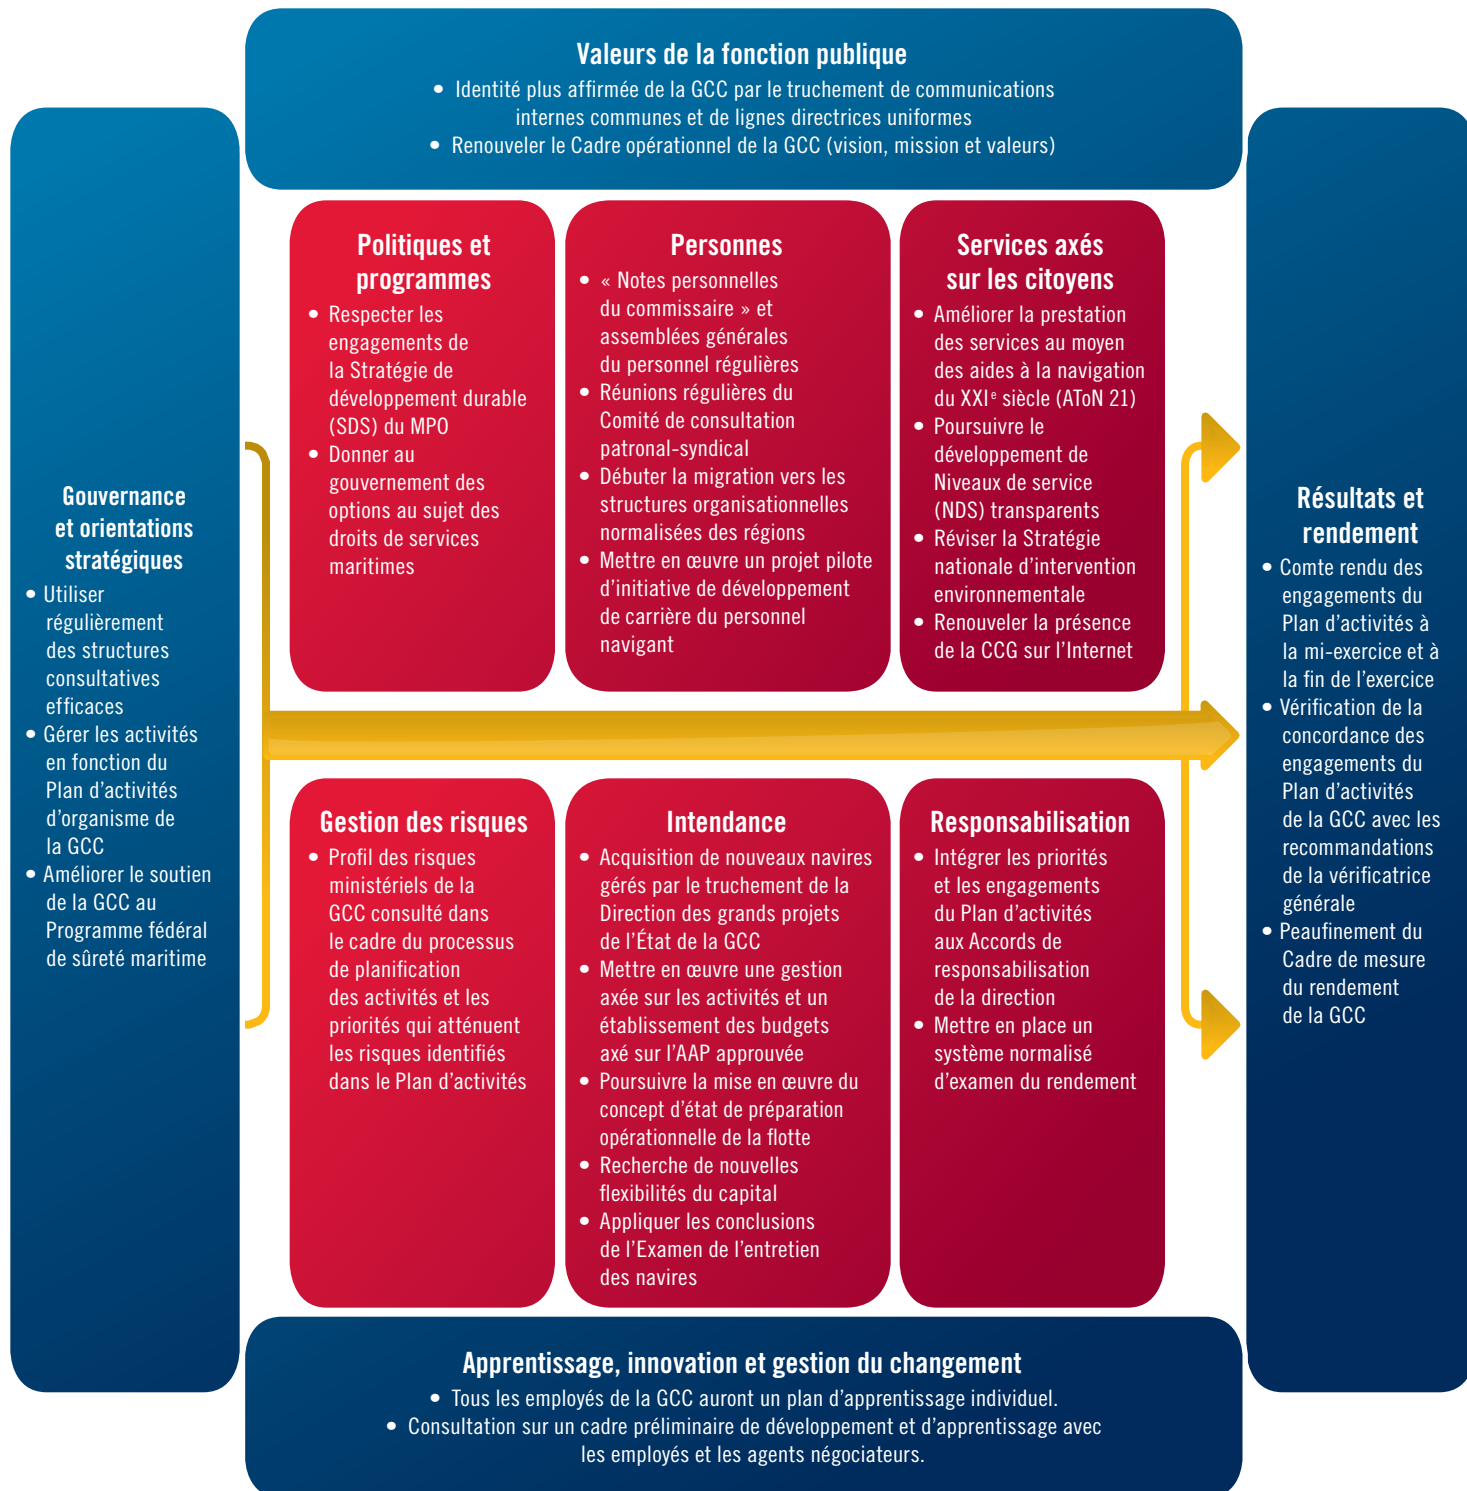 Valeurs de la fonction publique
• Identité plus affirmée de la GCC par le truchement de communications
internes communes et de lignes directrices uniformes
• Renouveler le Cadre opérationnel de la GCC (vision, mission et valeurs)
Gouvernance
et orientations
stratégiques
• Utiliser
régulièrement
des structures
consultatives
efficaces
• Gérer les activités
en fonction du
Plan d'activités
d'organisme de
la GCC
• Améliorer le soutien
de la GCC au
Programme fédéral
de sûreté maritime
Politiques et
programmes
• Respecter les
engagements de
la Stratégie de
développement durable
(SDS) du MPO
• Donner au
gouvernement des
options au sujet des
droits de services
maritimes
Personnes
• « Notes personnelles
du commissaire » et
assemblées générales
du personnel régulières
• Réunions régulières du
Comité de consultation
patronal-syndical
• Débuter la migration vers les
structures organisationnelles
normalisées des régions
• Mettre en œuvre un projet pilote
d'initiative de développement
de carrière du personnel
navigant
Services axés
sur les citoyens
• Améliorer la prestation
des services au moyen
des aides à la navigation
du XXIe siècle (AToN 21)
• Poursuivre le
développement de
Niveaux de service
(NDS) transparents
• Réviser la Stratégie
nationale d'intervention
environnementale
• Renouveler la présence
de la CCG sur l'Internet
Gestion des risques
• Profil des risques
ministériels de la
GCC consulté dans
le cadre du processus
de planification
des activités et les
priorités qui atténuent
les risques identifiés
dans le Plan d'activités
Intendance
• Acquisition de nouveaux navires
gérés par le truchement de la
Direction des grands projets
de l'État de la GCC
• Mettre en œuvre une gestion
axée sur les activités et un
établissement des budgets
axé sur l'AAP approuvée
• Poursuivre la mise en œuvre du
concept d'état de préparation
opérationnelle de la flotte
• Recherche de nouvelles
flexibilités du capital
• Appliquer les conclusions
de l'Examen de l'entretien
des navires
Responsabilisation
• Intégrer les priorités
et les engagements
du Plan d'activités
aux Accords de
responsabilisation
de la direction
• Mettre en place un
système normalisé
d'examen du rendement
Résultats et
rendement
• Comte rendu des
engagements du
Plan d'activités à
la mi-exercice et à
la fin de l'exercice
• Vérification de la
concordance des
engagements du
Plan d'activités
de la GCC avec les
recommandations
de la vérificatrice
générale
• Peaufinement du
Cadre de mesure
du rendement
de la GCC
Apprentissage, innovation et gestion du changement
• Tous les employés de la GCC auront un plan d'apprentissage individuel.
• Consultation sur un cadre préliminaire de développement et d'apprentissage avec
les employés et les agents négociateurs.